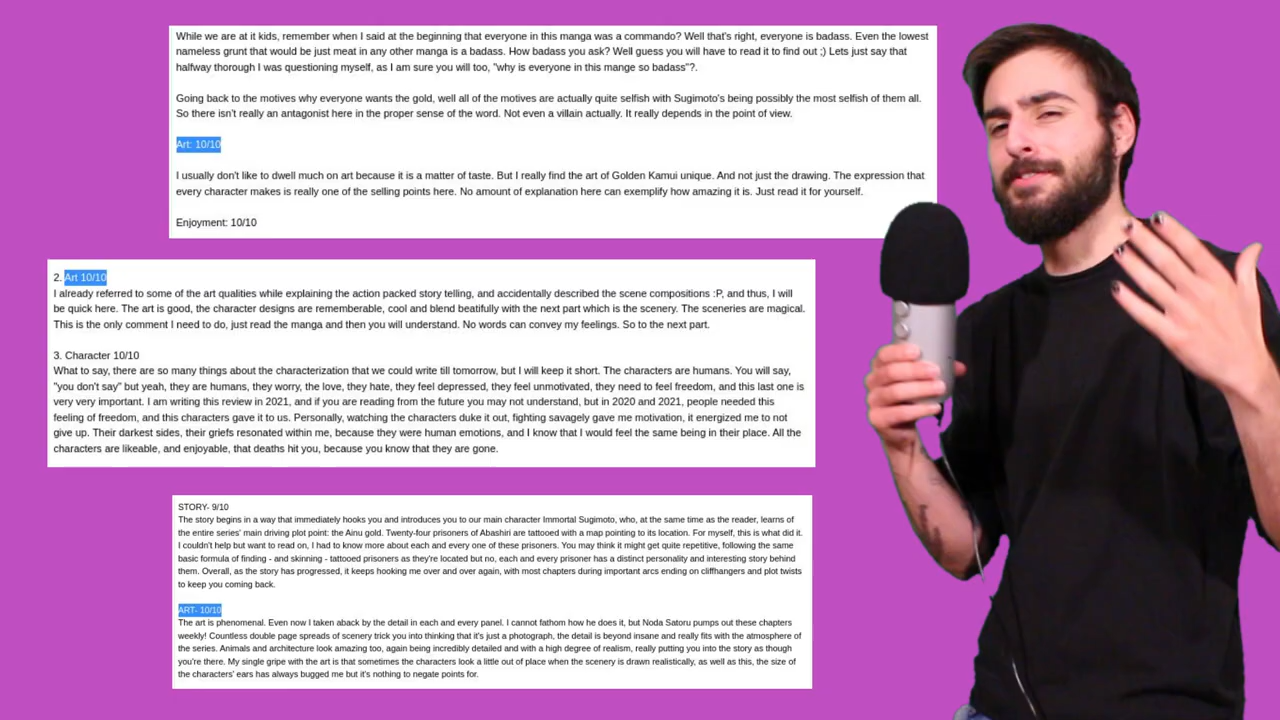 While we are at it kids, remember when I said at the beginning that everyone in this manga was a commando? Well that's right, everyone is badass. Even the lowest
nameless grunt that would be just meat in any other manga is a badass. How badass you ask? Well guess you will have to read it to find out ;) Lets just say that
halfway thorough I was questioning myself, as I am sure you will too, "why is everyone in this mange so badass"?.
Going back to the motives why everyone wants the gold, well all of the motives are actually quite selfish with Sugimoto's being possibly the most selfish of them all.
So there isn't really an antagonist here in the proper sense of the word. Not even a villain actually. It really depends in the point of view.
Art: 10/10
I usually don't like to dwell much on art because it is a matter of taste. But I really find the art of Golden Kamui unique. And not just the drawing. The expression that
every character makes is really one of the selling points here. No amount of explanation here can exemplify how amazing it is. Just read it for yourself.
Enjoyment: 10/10
2. Art 10/10
I already referred to some of the art qualities while explaining the action packed story telling, and accidentally described the scene compositions :P, and thus, I will
be quick here. The art is good, the character designs are rememberable, cool and blend beatifully with the next part which is the scenery. The sceneries are magical.
This is the only comment I need to do, just read the manga and then you will understand. No words can convey my feelings. So to the next part.
3. Character 10/10
What to say, there are so many things about the characterization that we could write till tomorrow, but I will keep it short. The characters are humans. You will say,
"you don't say" but yeah, they are humans, they worry, the love, they hate, they feel depressed, they feel unmotivated, they need to feel freedom, and this last one is
very very important. I am writing this review in 2021, and if you are reading from the future you may not understand, but in 2020 and 2021, people needed this
feeling of freedom, and this characters gave it to us. Personally, watching the characters duke it out, fighting savagely gave me motivation, it energized me to not
give up. Their darkest sides, their griefs resonated within me, because they were human emotions, and I know that I would feel the same being in their place. All the
characters are likeable, and enjoyable, that deaths hit you, because you know that they are gone.
STORY- 9/10
The story begins in a way that immediately hooks you and introduces you to our main character Immortal Sugimoto, who, at the same time as the reader, learns of
the entire series' main driving plot point: the Ainu gold. Twenty-four prisoners of Abashiri are tattooed with a map pointing to its location. For myself, this is what did it.
I couldn't help but want to read on, I had to know more about each and every one of these prisoners. You may think it might get quite repetitive, following the same
basic formula of finding - and skinning - tattooed prisoners as they're located but no, each and every prisoner has a distinct personality and interesting story behind
them. Overall, as the story has progressed, it keeps hooking me over and over again, with most chapters during important arcs ending on cliffhangers and plot twists
to keep you coming back.
ART- 10/10
The art is phenomenal. Even now I taken aback by the detail in each and every panel. I cannot fathom how he does it, but Noda Satoru pumps out these chapters
weekly! Countless double page spreads of scenery trick you into thinking that it's just a photograph, the detail is beyond insane and really fits with the atmosphere of
the series. Animals and architecture look amazing too, again being incredibly detailed and with a high degree of realism, really putting you into the story as though
you're there. My single gripe with the art is that sometimes the characters look a little out of place when the scenery is drawn realistically, as well as this, the size of
the characters' ears has always bugged me but it's nothing to negate points for.